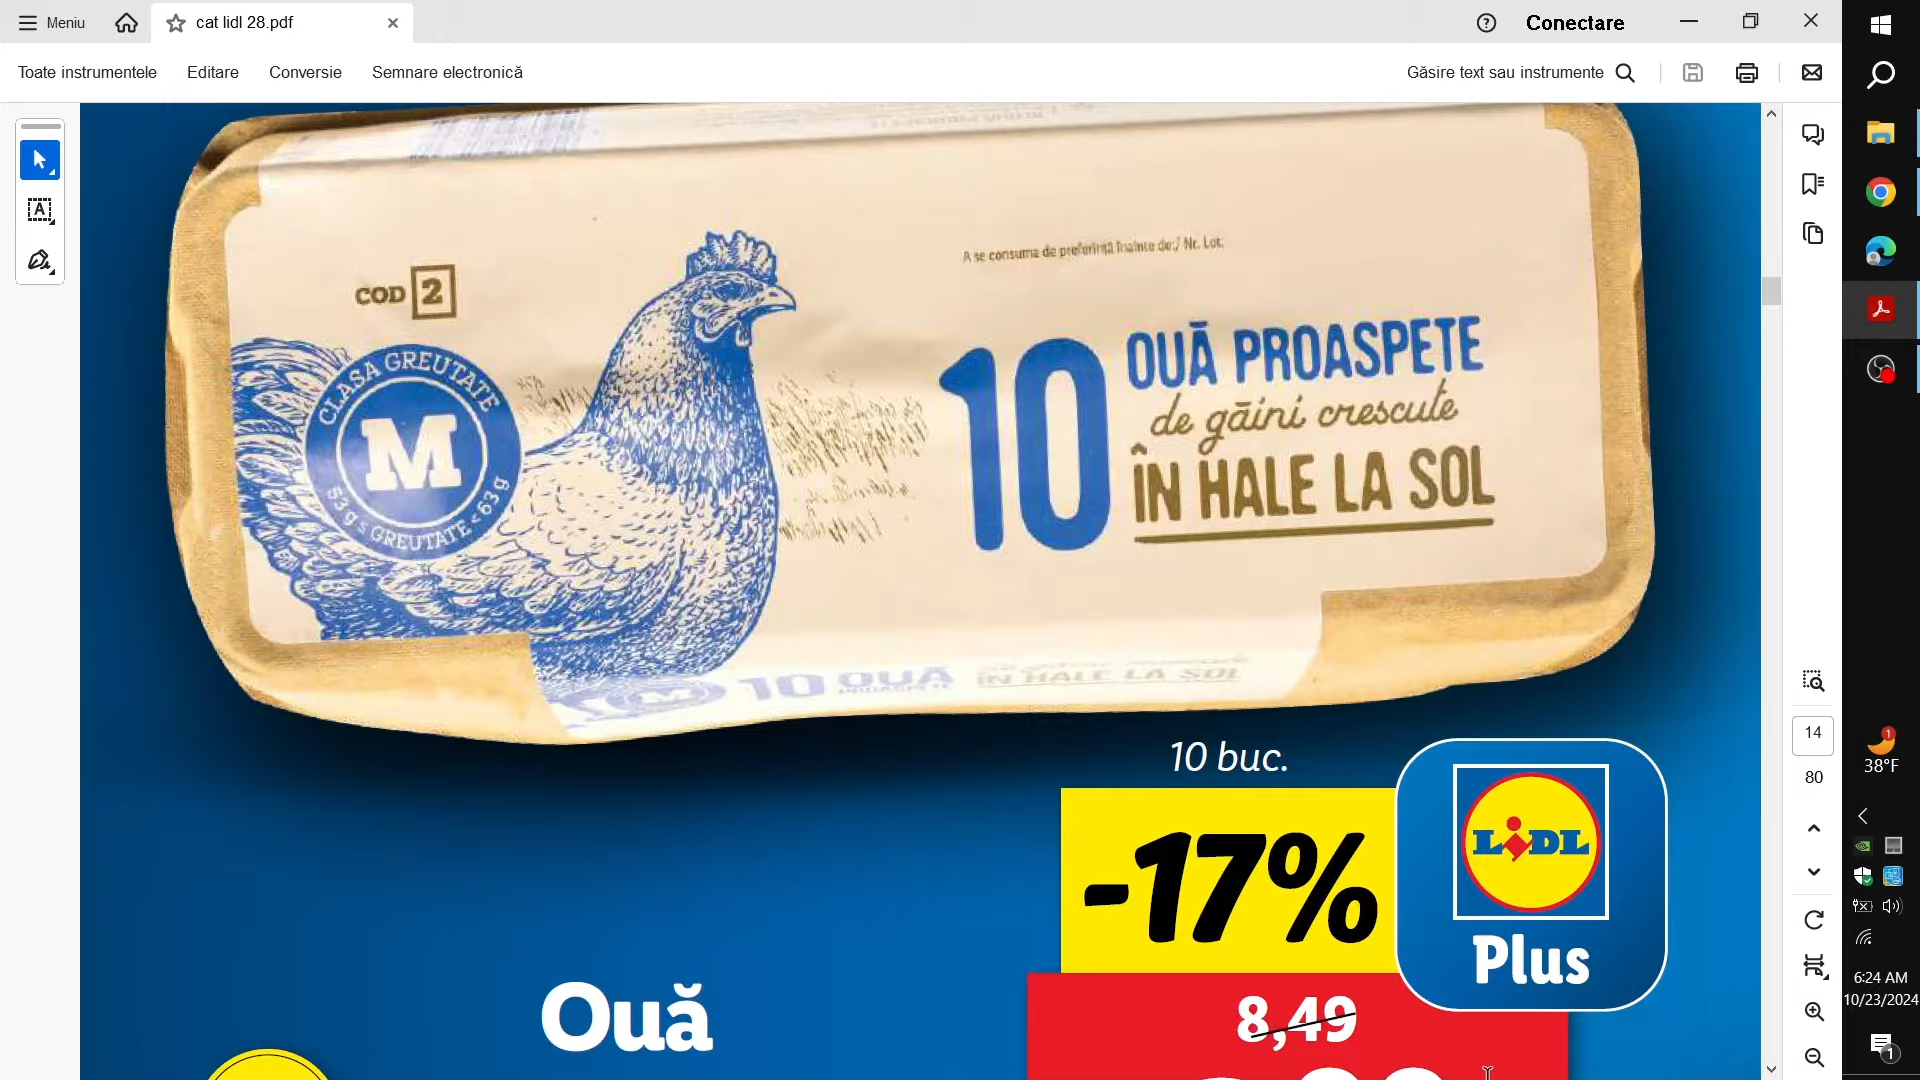 Meniu
cat lidl 28.pdf
Conectare
Toate instrumentele
Editare
Conversie
Semnare electronică
Găsire text sau instrumente
A se consuma de preferință înainte de:/ Nr. Lot.
COD 2
CLASA GREUTATE
M
53 g ≤ GREUTATE < 63 g
10
OUĂ PROASPETE
de găini crescute
ÎN HALE LA SOL
M 10 OUĂ
PROASPETE
ÎN HALE LA SOL
10 buc.
-17%
LIDL
Plus
8,49
Ouă
14
80
1
38°F
6:24 AM
10/23/2024
1